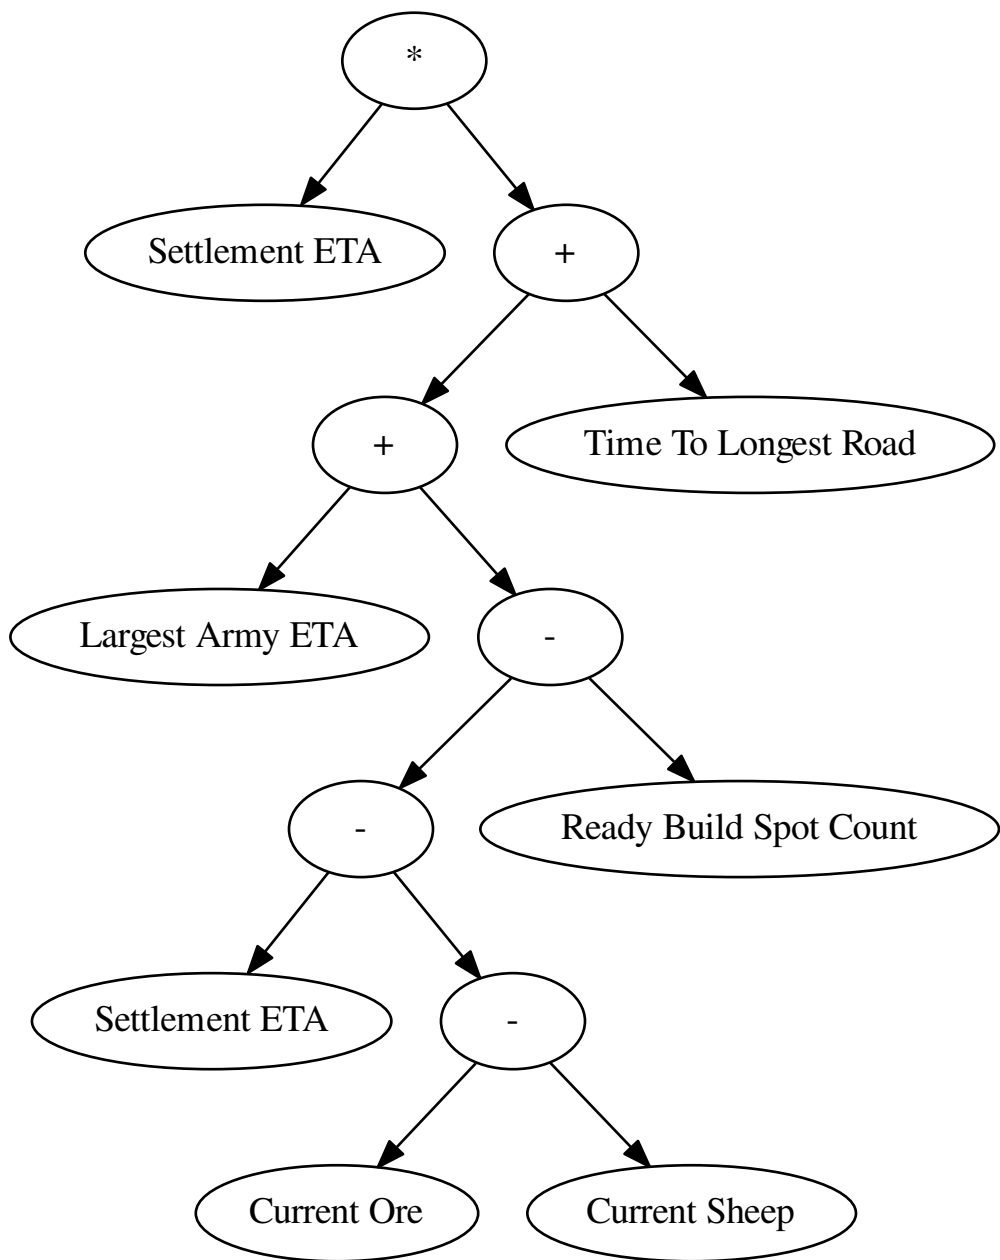 *
Settlement ETA
+
+
Time To Longest Road
Largest Army ETA
-
-
Ready Build Spot Count
Settlement ETA
-
Current Ore
Current Sheep